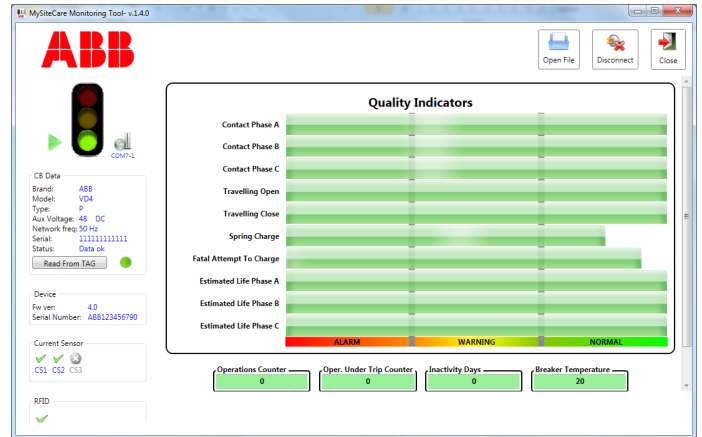 MySiteCare Monitoring Tool- v.1.4.0
ABB
Open File
Disconnect
Close
COM7-1
CB Data
Brand: ABB
Model: VD4
Type: P
Aux Voltage: 48 DC
Network freq: 50 Hz
Serial: 111111111111
Status: Data ok
Read From TAG
Device
Fw ver: 4.0
Serial Number: ABB123456790
Current Sensor
CS1 CS2 CS3
RFID
Quality Indicators
Contact Phase A
Contact Phase B
Contact Phase C
Travelling Open
Travelling Close
Spring Charge
Fatal Attempt To Charge
Estimated Life Phase A
Estimated Life Phase B
Estimated Life Phase C
ALARM WARNING NORMAL
Operations Counter
0
Oper. Under Trip Counter
0
Inactivity Days
0
Breaker Temperature
20